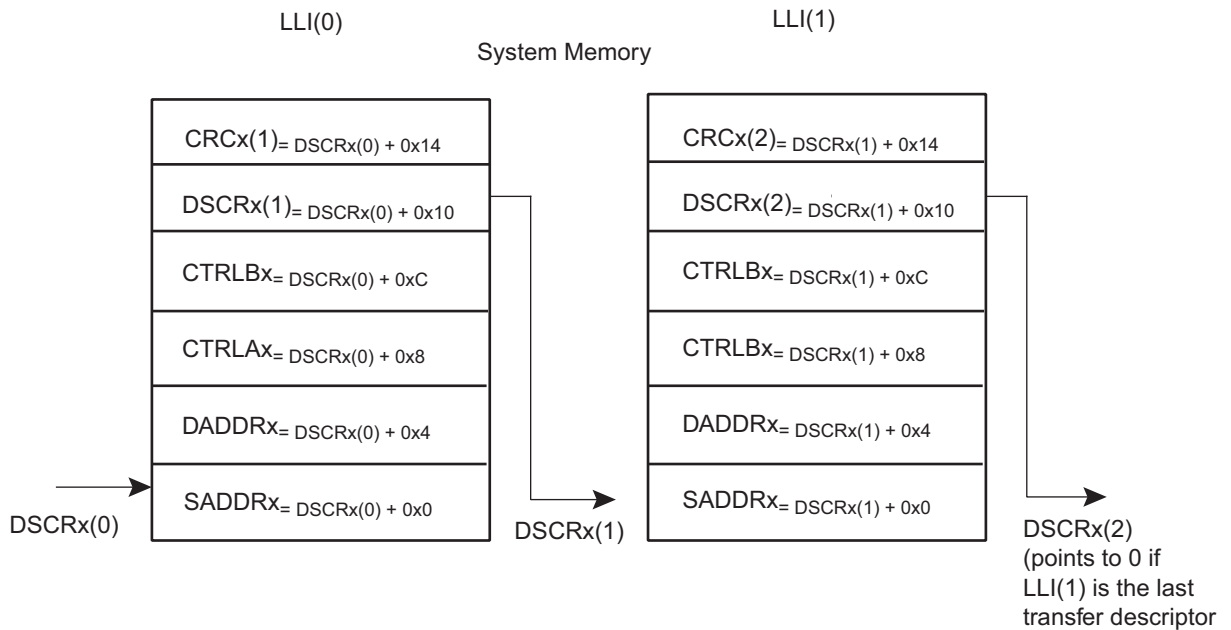 LLI(0)
LLI(1)
System Memory
CRCx(1)= DSCRx(0) + 0x14
DSCRx(1)= DSCRx(0) + 0x10
CTRLBx= DSCRx(0) + 0xC
CTRLAx= DSCRx(0) + 0x8
DADDRx= DSCRx(0) + 0x4
SADDRx= DSCRx(0) + 0x0
DSCRx(0)
DSCRx(1)
CRCx(2)= DSCRx(1) + 0x14
DSCRx(2)= DSCRx(1) + 0x10
CTRLBx= DSCRx(1) + 0xC
CTRLBx= DSCRx(1) + 0x8
DADDRx= DSCRx(1) + 0x4
SADDRx= DSCRx(1) + 0x0
DSCRx(2)
(points to 0 if
LLI(1) is the last
transfer descriptor